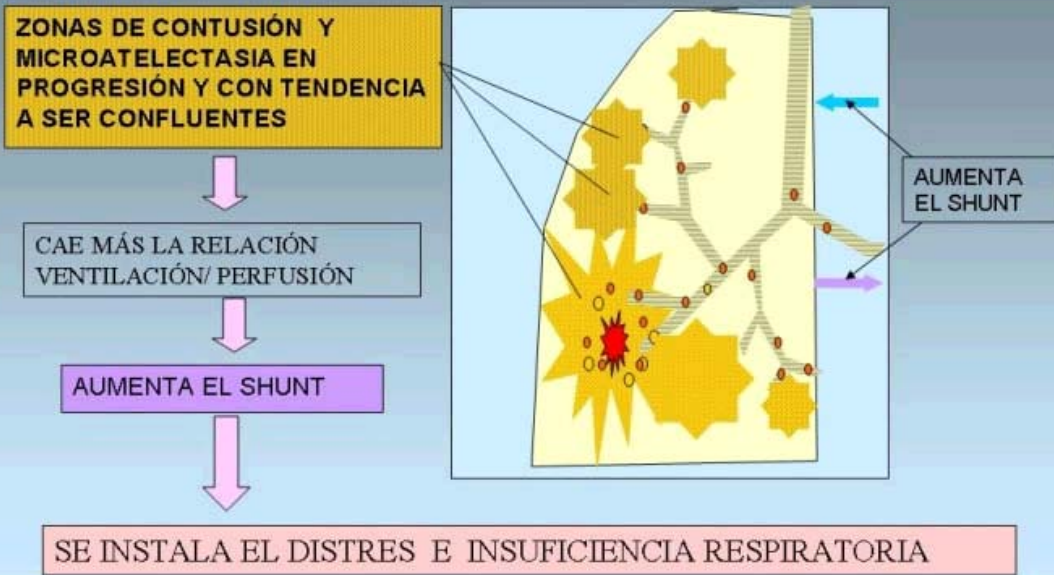 ZONAS DE CONTUSIÓN Y
MICROATELECTASIA EN
PROGRESIÓN Y CON TENDENCIA
A SER CONFLUENTES
CAE MÁS LA RELACIÓN
VENTILACIÓN/ PERFUSIÓN
AUMENTA EL SHUNT
AUMENTA
EL SHUNT
SE INSTALA EL DISTRES E INSUFICIENCIA RESPIRATORIA